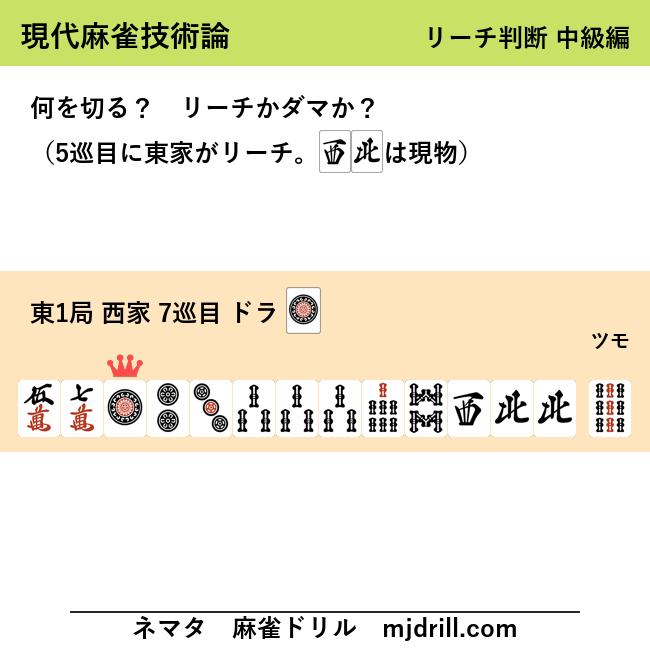 現代麻雀技術論
リーチ判断 中級編
何を切る？　リーチかダマか？
（5巡目に東家がリーチ。西北は現物）
東1局 西家 7巡目 ドラ
ツモ
伍萬 七萬 西 北 北
ネマタ　麻雀ドリル　mjdrill.com